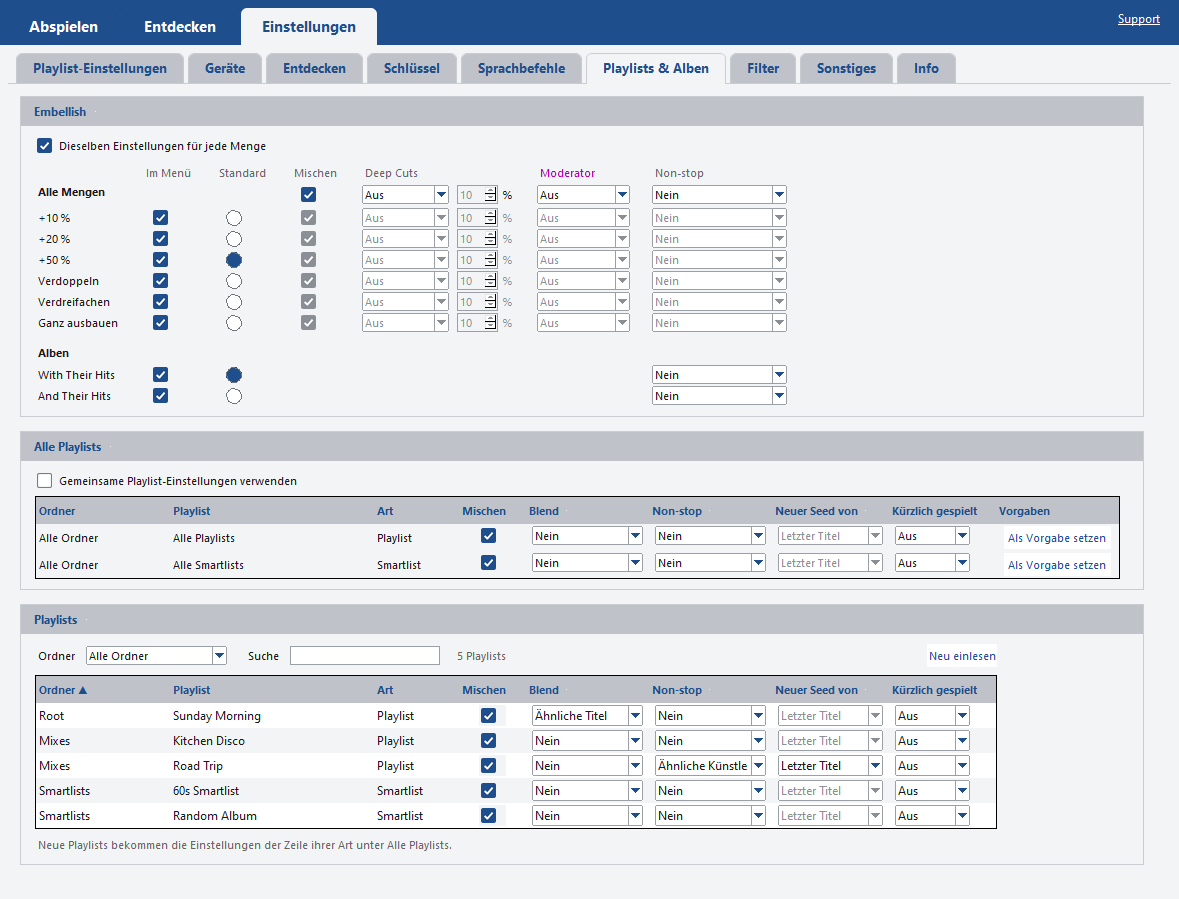 Abspielen Entdecken Einstellungen Support
Playlist-Einstellungen Geräte Entdecken Schlüssel Sprachbefehle Playlists & Alben Filter Sonstiges Info
Embellish
Dieselben Einstellungen für jede Menge
Im Menü Standard Mischen Deep Cuts Moderator Non-stop
Alle Mengen Aus 10 % Aus Nein
+10 % Aus 10 % Aus Nein
+20 % Aus 10 % Aus Nein
+50 % Aus 10 % Aus Nein
Verdoppeln Aus 10 % Aus Nein
Verdreifachen Aus 10 % Aus Nein
Ganz ausbauen Aus 10 % Aus Nein
Alben
With Their Hits Nein
And Their Hits Nein
Alle Playlists
Gemeinsame Playlist-Einstellungen verwenden
Ordner Playlist Art Mischen Blend Non-stop Neuer Seed von Kürzlich gespielt Vorgaben
Alle Ordner Alle Playlists Playlist Nein Nein Letzter Titel Aus Als Vorgabe setzen
Alle Ordner Alle Smartlists Smartlist Nein Nein Letzter Titel Aus Als Vorgabe setzen
Playlists
Ordner Alle Ordner Suche 5 Playlists Neu einlesen
Ordner ▲ Playlist Art Mischen Blend Non-stop Neuer Seed von Kürzlich gespielt
Root Sunday Morning Playlist Ähnliche Titel Nein Letzter Titel Aus
Mixes Kitchen Disco Playlist Nein Nein Letzter Titel Aus
Mixes Road Trip Playlist Nein Ähnliche Künstle Letzter Titel Aus
Smartlists 60s Smartlist Smartlist Nein Nein Letzter Titel Aus
Smartlists Random Album Smartlist Nein Nein Letzter Titel Aus
Neue Playlists bekommen die Einstellungen der Zeile ihrer Art unter Alle Playlists.